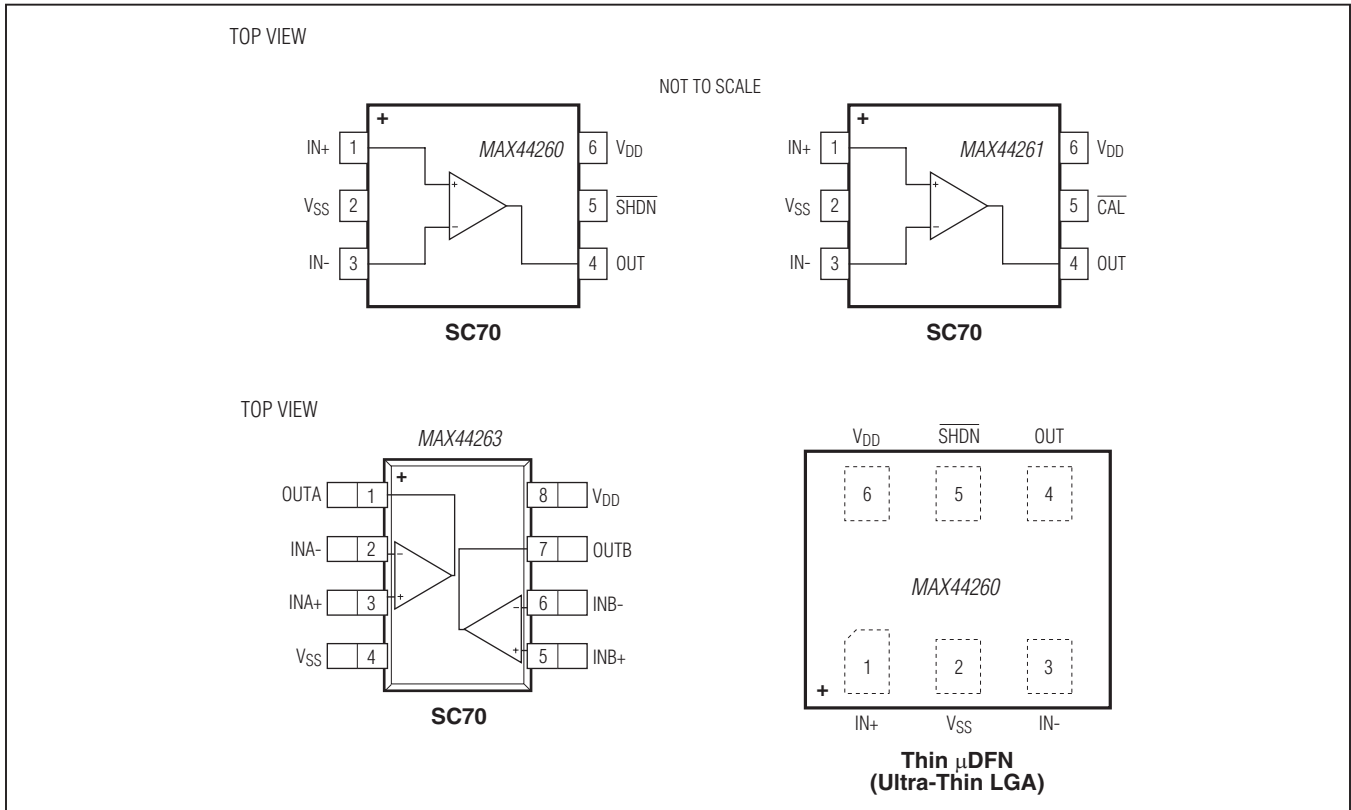 TOP VIEW
NOT TO SCALE
+
MAX44260
IN+ 1
6 VDD
+
VSS 2
5 SHDN
−
IN- 3
4 OUT
SC70
+
MAX44261
IN+ 1
6 VDD
+
VSS 2
5 CAL
−
IN- 3
4 OUT
SC70
TOP VIEW
MAX44263
+
OUTA 1
8 VDD
INA- 2 −
7 OUTB
INA+ 3 +
− 6 INB-
VSS 4
+ 5 INB+
SC70
VDD SHDN OUT
6 5 4
MAX44260
1 2 3
+
IN+ VSS IN-
Thin μDFN
(Ultra-Thin LGA)